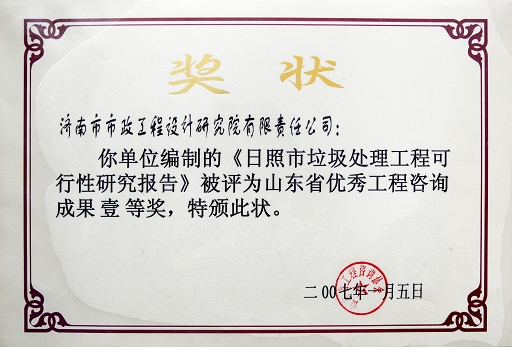 奖状
济南市市政工程设计研究院有限责任公司:
你单位编制的《日照市垃圾处理工程可
行性研究报告》被评为山东省优秀工程咨询
成果壹等奖，特颁此状。
二〇〇七年一月五日